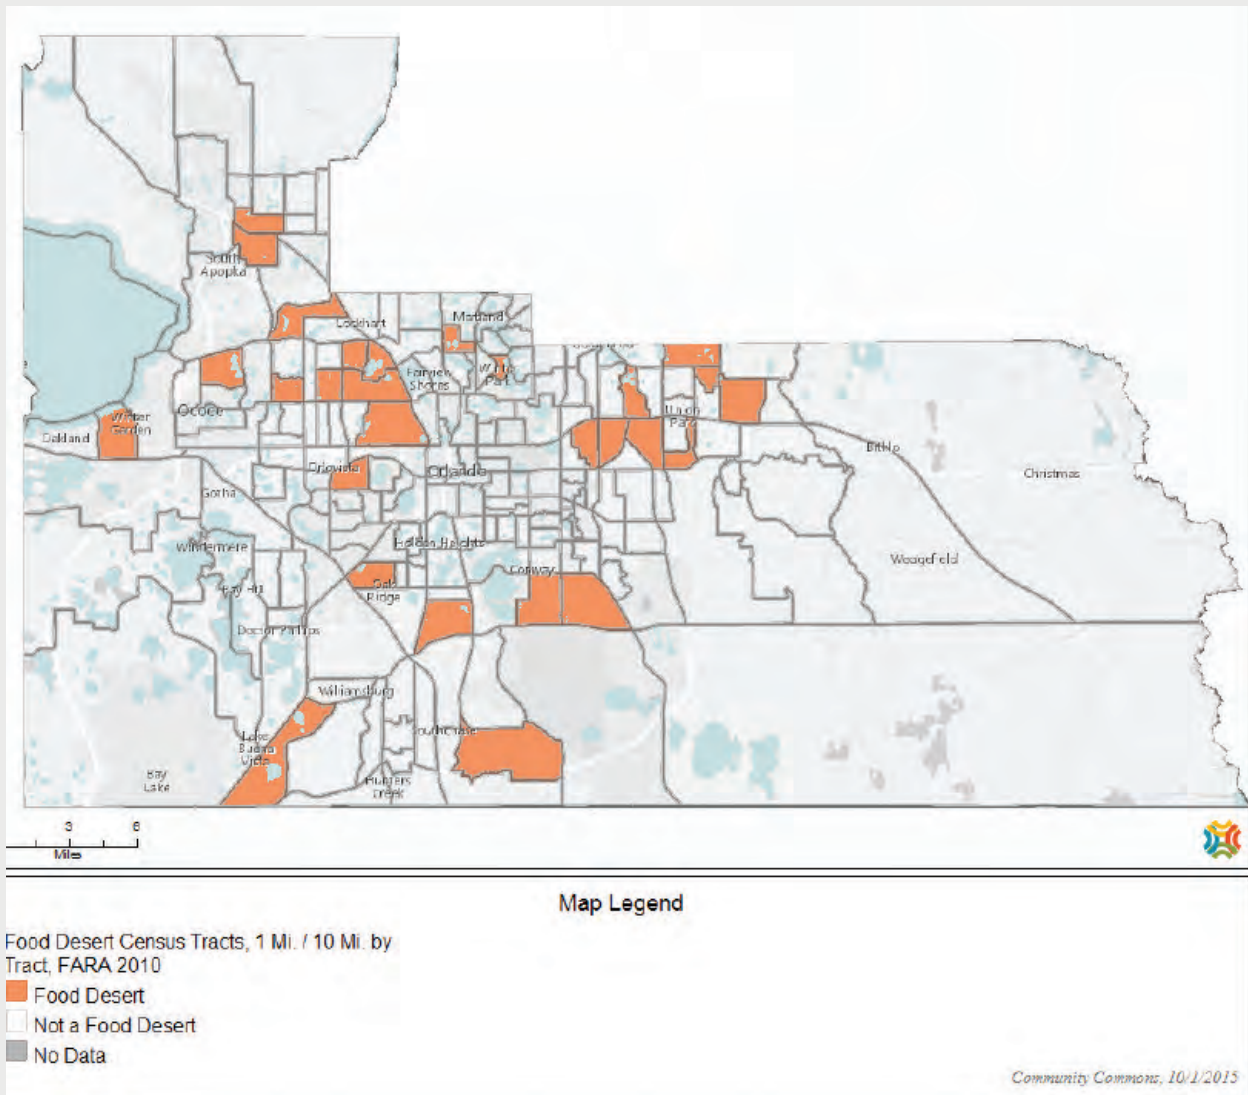 South
Apopka
Lockhart
Maitland
Fairview
Shores
Winter
Park
Ocoee
Union
Park
Winter
Garden
Oakland
Bithlo
Orlovista
Orlando
Christmas
Gotha
Windermere
Holden Heights
Wedgefield
Conway
Bay Hill
Oak
Ridge
Doctor Phillips
Williamsburg
Southchase
Lake
Buena
Vista
Bay
Lake
Hunters
Creek
3 6
Miles
Map Legend
Food Desert Census Tracts, 1 Mi. / 10 Mi. by
Tract, FARA 2010
Food Desert
Not a Food Desert
No Data
Community Commons, 10/1/2015